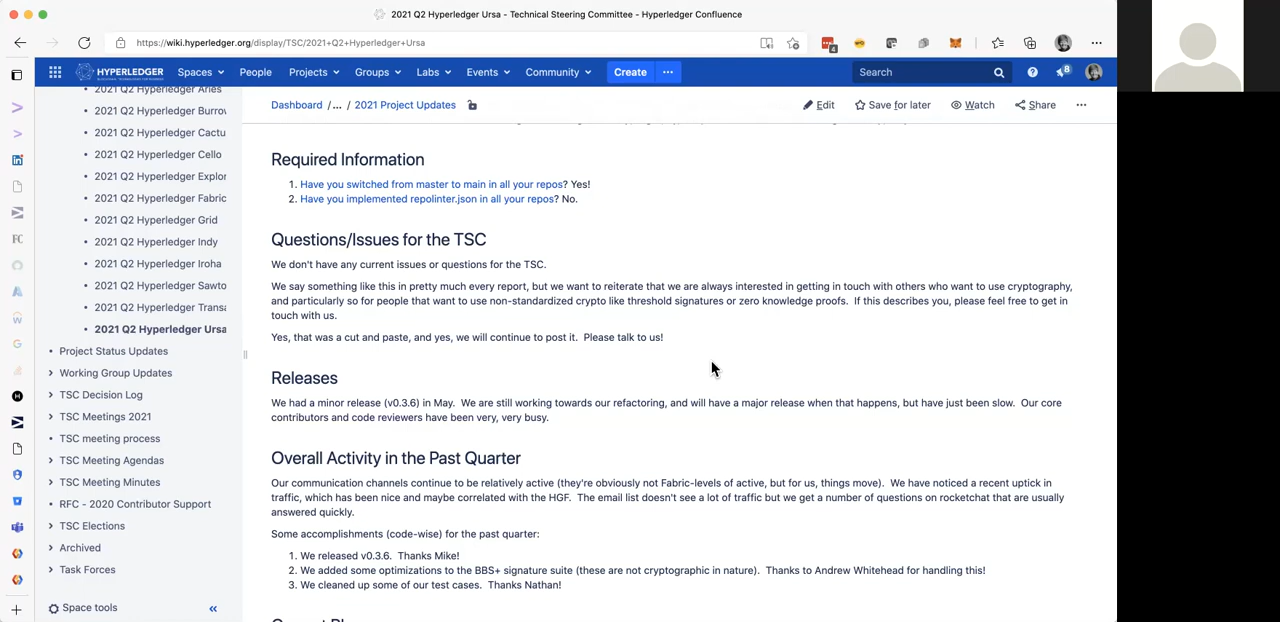 2021 Q2 Hyperledger Ursa - Technical Steering Committee - Hyperledger Confluence
https://wiki.hyperledger.org/display/TSC/2021+Q2+Hyperledger+Ursa
4
HYPERLEDGER
Spaces
People
Projects
Groups
Labs
Events
Community
Create
Search
8
2021 Q2 Hyperledger Aries
2021 Q2 Hyperledger Burrov
2021 Q2 Hyperledger Cactu
2021 Q2 Hyperledger Cello
2021 Q2 Hyperledger Explor
2021 Q2 Hyperledger Fabric
2021 Q2 Hyperledger Grid
2021 Q2 Hyperledger Indy
2021 Q2 Hyperledger Iroha
2021 Q2 Hyperledger Sawto
2021 Q2 Hyperledger Transa
2021 Q2 Hyperledger Ursa
Project Status Updates
Working Group Updates
TSC Decision Log
TSC Meetings 2021
TSC meeting process
TSC Meeting Agendas
TSC Meeting Minutes
RFC - 2020 Contributor Support
TSC Elections
Archived
Task Forces
Space tools
Dashboard /... / 2021 Project Updates
Edit
Save for later
Watch
Share
Required Information
1. Have you switched from master to main in all your repos? Yes!
2. Have you implemented repolinter.json in all your repos? No.
Questions/Issues for the TSC
We don't have any current issues or questions for the TSC.
We say something like this in pretty much every report, but we want to reiterate that we are always interested in getting in touch with others who want to use cryptography,
and particularly so for people that want to use non-standardized crypto like threshold signatures or zero knowledge proofs. If this describes you, please feel free to get in
touch with us.
Yes, that was a cut and paste, and yes, we will continue to post it. Please talk to us!
Releases
We had a minor release (v0.3.6) in May. We are still working towards our refactoring, and will have a major release when that happens, but have just been slow. Our core
contributors and code reviewers have been very, very busy.
Overall Activity in the Past Quarter
Our communication channels continue to be relatively active (they're obviously not Fabric-levels of active, but for us, things move). We have noticed a recent uptick in
traffic, which has been nice and maybe correlated with the HGF. The email list doesn't see a lot of traffic but we get a number of questions on rocketchat that are usually
answered quickly.
Some accomplishments (code-wise) for the past quarter:
1. We released v0.3.6. Thanks Mike!
2. We added some optimizations to the BBS+ signature suite (these are not cryptographic in nature). Thanks to Andrew Whitehead for handling this!
3. We cleaned up some of our test cases. Thanks Nathan!